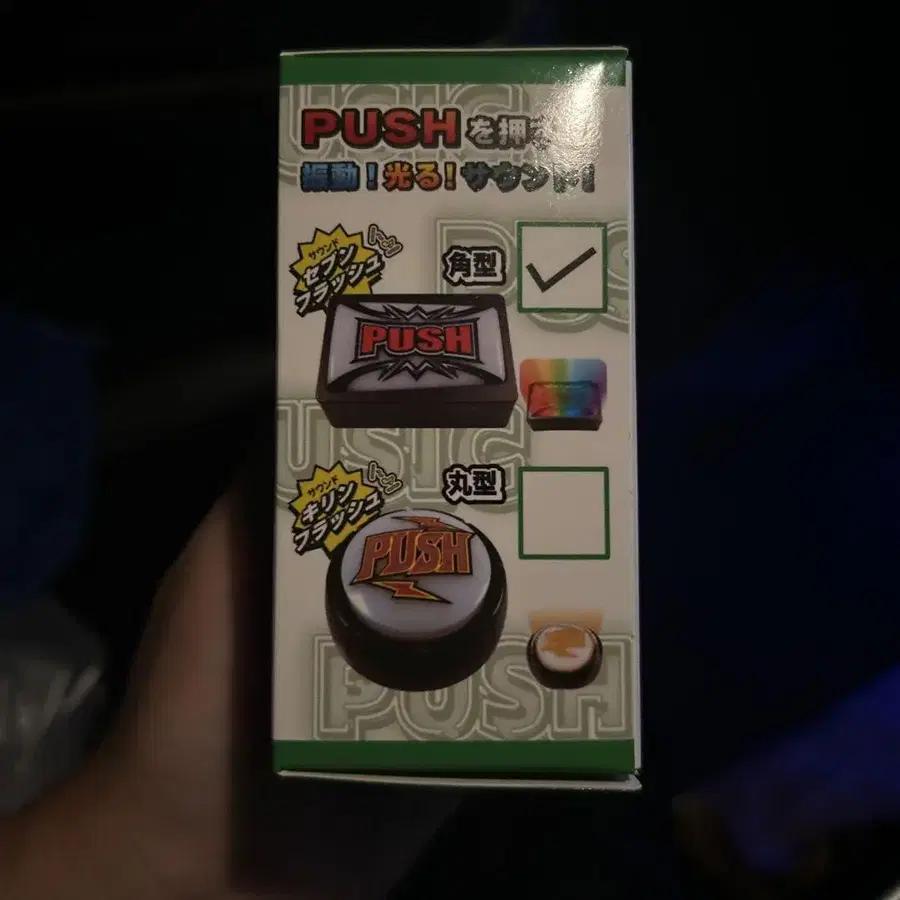 PUSHを押す
振動！光る！サウンド！
サウンド
セブン
フラッシュ
角型
PUSH
サウンド
キリン
フラッシュ
丸型
PUSH
PUSH